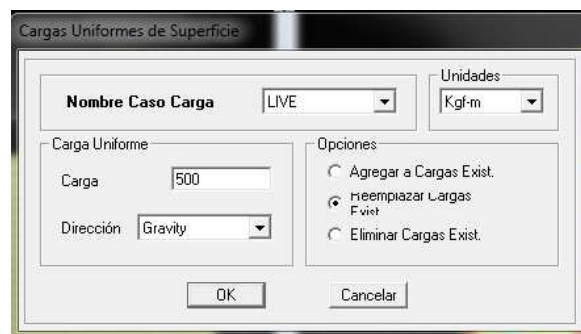 Cargas Uniformes de Superficie
Unidades
Nombre Caso Carga LIVE Kgf-m
Carga Uniforme Opciones
Carga 500 Agregar a Cargas Exist.
Reemplazar Cargas
Exist.
Dirección Gravity
Eliminar Cargas Exist.
OK Cancelar